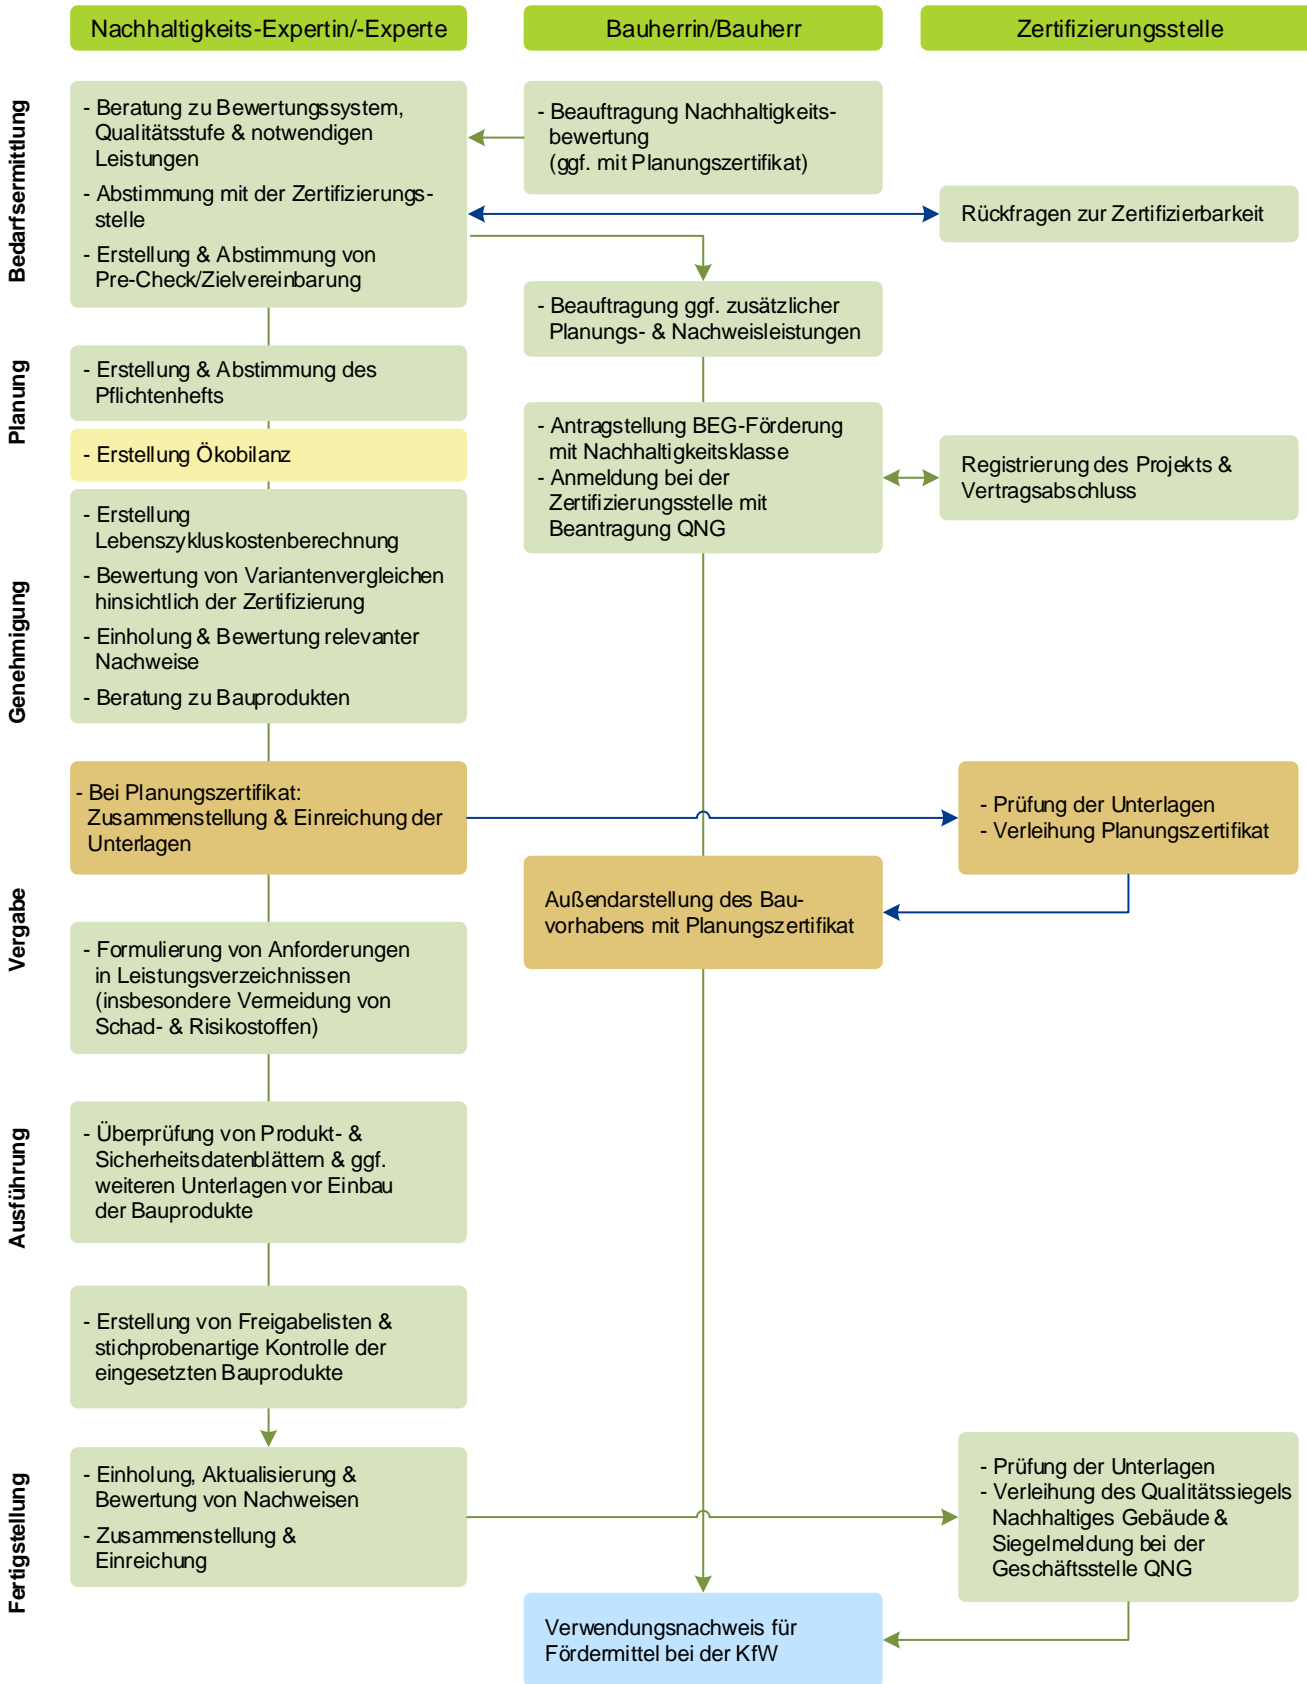 Nachhaltigkeits-Expertin/-Experte
Bauherrin/Bauherr
Zertifizierungsstelle
Bedarfsermittlung
- Beratung zu Bewertungssystem,
Qualitätsstufe & notwendigen
Leistungen
- Abstimmung mit der Zertifizierungs-
stelle
- Erstellung & Abstimmung von
Pre-Check/Zielvereinbarung
- Beauftragung Nachhaltigkeits-
bewertung
(ggf. mit Planungszertifikat)
Rückfragen zur Zertifizierbarkeit
- Beauftragung ggf. zusätzlicher
Planungs- & Nachweisleistungen
Planung
- Erstellung & Abstimmung des
Pflichtenhefts
- Erstellung Ökobilanz
- Antragstellung BEG-Förderung
mit Nachhaltigkeitsklasse
- Anmeldung bei der
Zertifizierungsstelle mit
Beantragung QNG
Registrierung des Projekts &
Vertragsabschluss
Genehmigung
- Erstellung
Lebenszykluskostenberechnung
- Bewertung von Variantenvergleichen
hinsichtlich der Zertifizierung
- Einholung & Bewertung relevanter
Nachweise
- Beratung zu Bauprodukten
- Bei Planungszertifikat:
Zusammenstellung & Einreichung der
Unterlagen
- Prüfung der Unterlagen
- Verleihung Planungszertifikat
Außendarstellung des Bau-
vorhabens mit Planungszertifikat
Vergabe
- Formulierung von Anforderungen
in Leistungsverzeichnissen
(insbesondere Vermeidung von
Schad- & Risikostoffen)
Ausführung
- Überprüfung von Produkt- &
Sicherheitsdatenblättern & ggf.
weiteren Unterlagen vor Einbau
der Bauprodukte
- Erstellung von Freigabelisten &
stichprobenartige Kontrolle der
eingesetzten Bauprodukte
Fertigstellung
- Einholung, Aktualisierung &
Bewertung von Nachweisen
- Zusammenstellung &
Einreichung
- Prüfung der Unterlagen
- Verleihung des Qualitätssiegels
Nachhaltiges Gebäude &
Siegelmeldung bei der
Geschäftsstelle QNG
Verwendungsnachweis für
Fördermittel bei der KfW